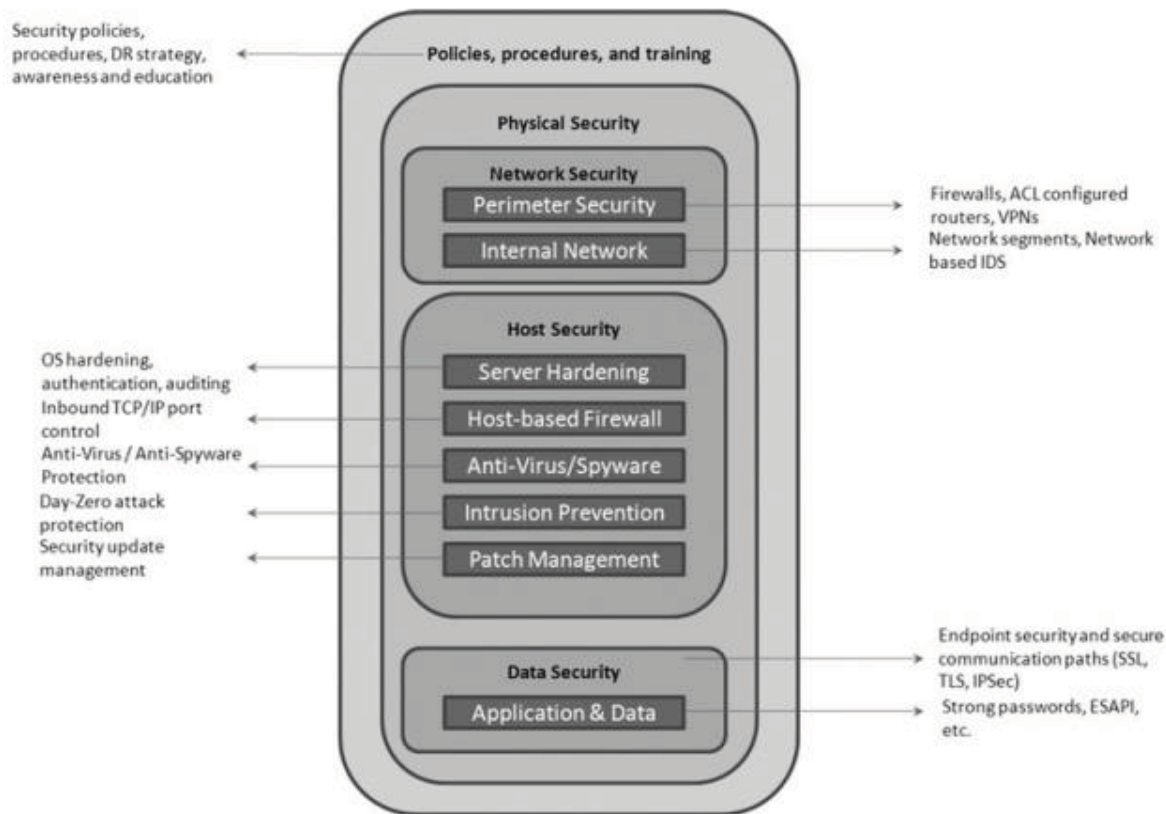 Security policies,
procedures, DR strategy,
awareness and education
Policies, procedures, and training
Physical Security
Network Security
Perimeter Security
Internal Network
Firewalls, ACL configured
routers, VPNs
Network segments, Network
based IDS
Host Security
Server Hardening
Host-based Firewall
Anti-Virus/Spyware
Intrusion Prevention
Patch Management
OS hardening,
authentication, auditing
Inbound TCP/IP port
control
Anti-Virus / Anti-Spyware
Protection
Day-Zero attack
protection
Security update
management
Data Security
Application & Data
Endpoint security and secure
communication paths (SSL,
TLS, IPSec)
Strong passwords, ESAPI,
etc.